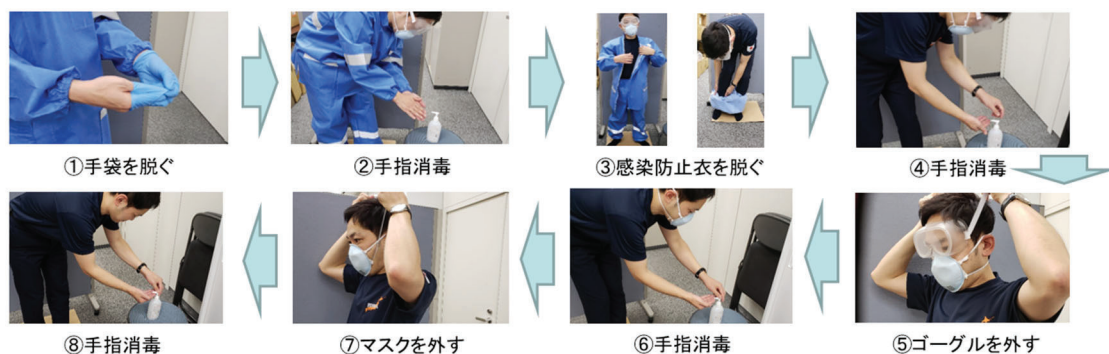 ①手袋を脱ぐ
②手指消毒
③感染防止衣を脱ぐ
④手指消毒
⑤ゴーグルを外す
⑥手指消毒
⑦マスクを外す
⑧手指消毒